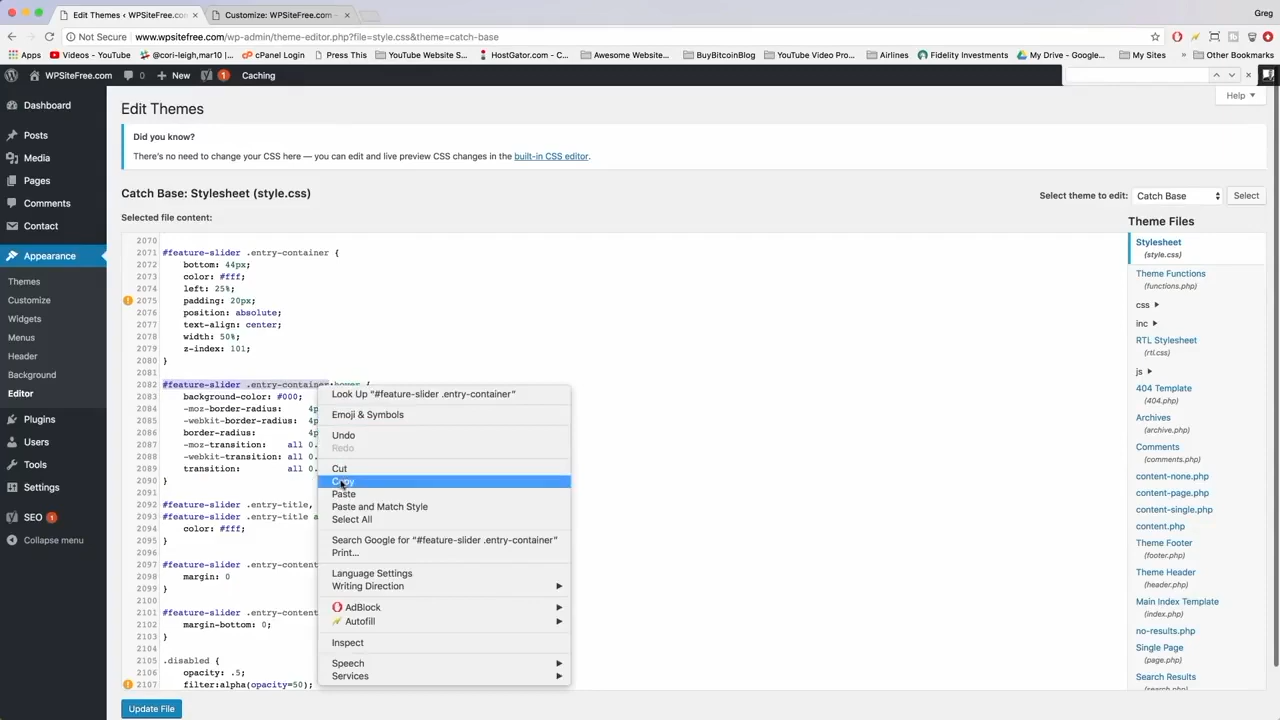 Edit Themes ‹ WPSiteFree.com
Customize: WPSiteFree.com –
Greg
Not Secure
www.wpsitefree.com/wp-admin/theme-editor.php?file=style.css&theme=catch-base
Apps
Videos - YouTube
@cori-leigh,mar10 |...
cPanel Login
Press This
YouTube Website S...
HostGator.com - C...
Awesome Website...
BuyBitcoinBlog
YouTube Video Pro...
Airlines
Fidelity Investments
My Drive - Google...
My Sites
»
Other Bookmarks
WPSiteFree.com
0
New
1
Caching
Dashboard
Posts
Media
Pages
Comments
Contact
Appearance
Themes
Customize
Widgets
Menus
Header
Background
Editor
Plugins
Users
Tools
Settings
SEO 1
Collapse menu
Help
Edit Themes
Did you know?
There's no need to change your CSS here — you can edit and live preview CSS changes in the built-in CSS editor.
Catch Base: Stylesheet (style.css)
Select theme to edit: Catch Base Select
Selected file content:
2070
2071 #feature-slider .entry-container {
2072 bottom: 44px;
2073 color: #fff;
2074 left: 25%;
2075 padding: 20px;
2076 position: absolute;
2077 text-align: center;
2078 width: 50%;
2079 z-index: 101;
2080 }
2081
2082 #feature-slider .entry-container:hover {
2083 background-color: #000;
2084 -moz-border-radius: 4p
2085 -webkit-border-radius: 4p
2086 border-radius: 4p
2087 -moz-transition: all 0.
2088 -webkit-transition: all 0.
2089 transition: all 0.
2090 }
2091
2092 #feature-slider .entry-title,
2093 #feature-slider .entry-title a
2094 color: #fff;
2095 }
2096
2097 #feature-slider .entry-content
2098 margin: 0
2099 }
2100
2101 #feature-slider .entry-content
2102 margin-bottom: 0;
2103 }
2104
2105 .disabled {
2106 opacity: .5;
2107 filter:alpha(opacity=50);
Look Up "#feature-slider .entry-container"
Emoji & Symbols
Undo
Redo
Cut
Copy
Paste
Paste and Match Style
Select All
Search Google for "#feature-slider .entry-container"
Print...
Language Settings
Writing Direction
AdBlock
Autofill
Inspect
Speech
Services
Theme Files
Stylesheet
(style.css)
Theme Functions
(functions.php)
css
inc
RTL Stylesheet
(rtl.css)
js
404 Template
(404.php)
Archives
(archive.php)
Comments
(comments.php)
content-none.php
content-page.php
content-single.php
content.php
Theme Footer
(footer.php)
Theme Header
(header.php)
Main Index Template
(index.php)
no-results.php
Single Page
(page.php)
Search Results
(search.php)
Update File